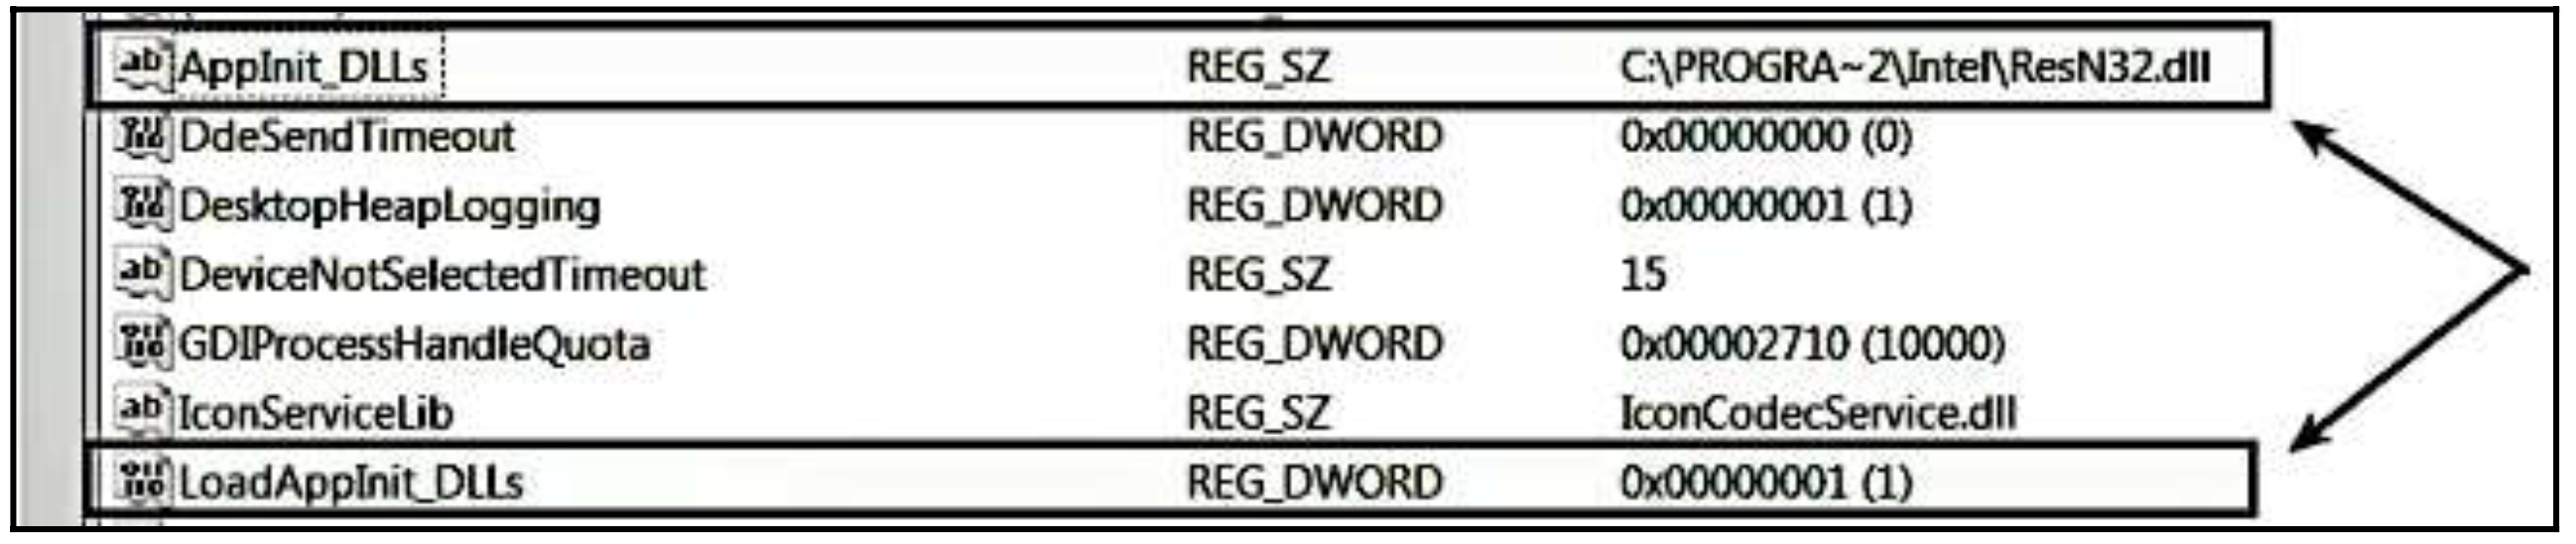 AppInit_DLLs REG_SZ C:\PROGRA~2\Intel\ResN32.dll
DdeSendTimeout REG_DWORD 0x00000000 (0)
DesktopHeapLogging REG_DWORD 0x00000001 (1)
DeviceNotSelectedTimeout REG_SZ 15
GDIProcessHandleQuota REG_DWORD 0x00002710 (10000)
IconServiceLib REG_SZ IconCodecService.dll
LoadAppInit_DLLs REG_DWORD 0x00000001 (1)